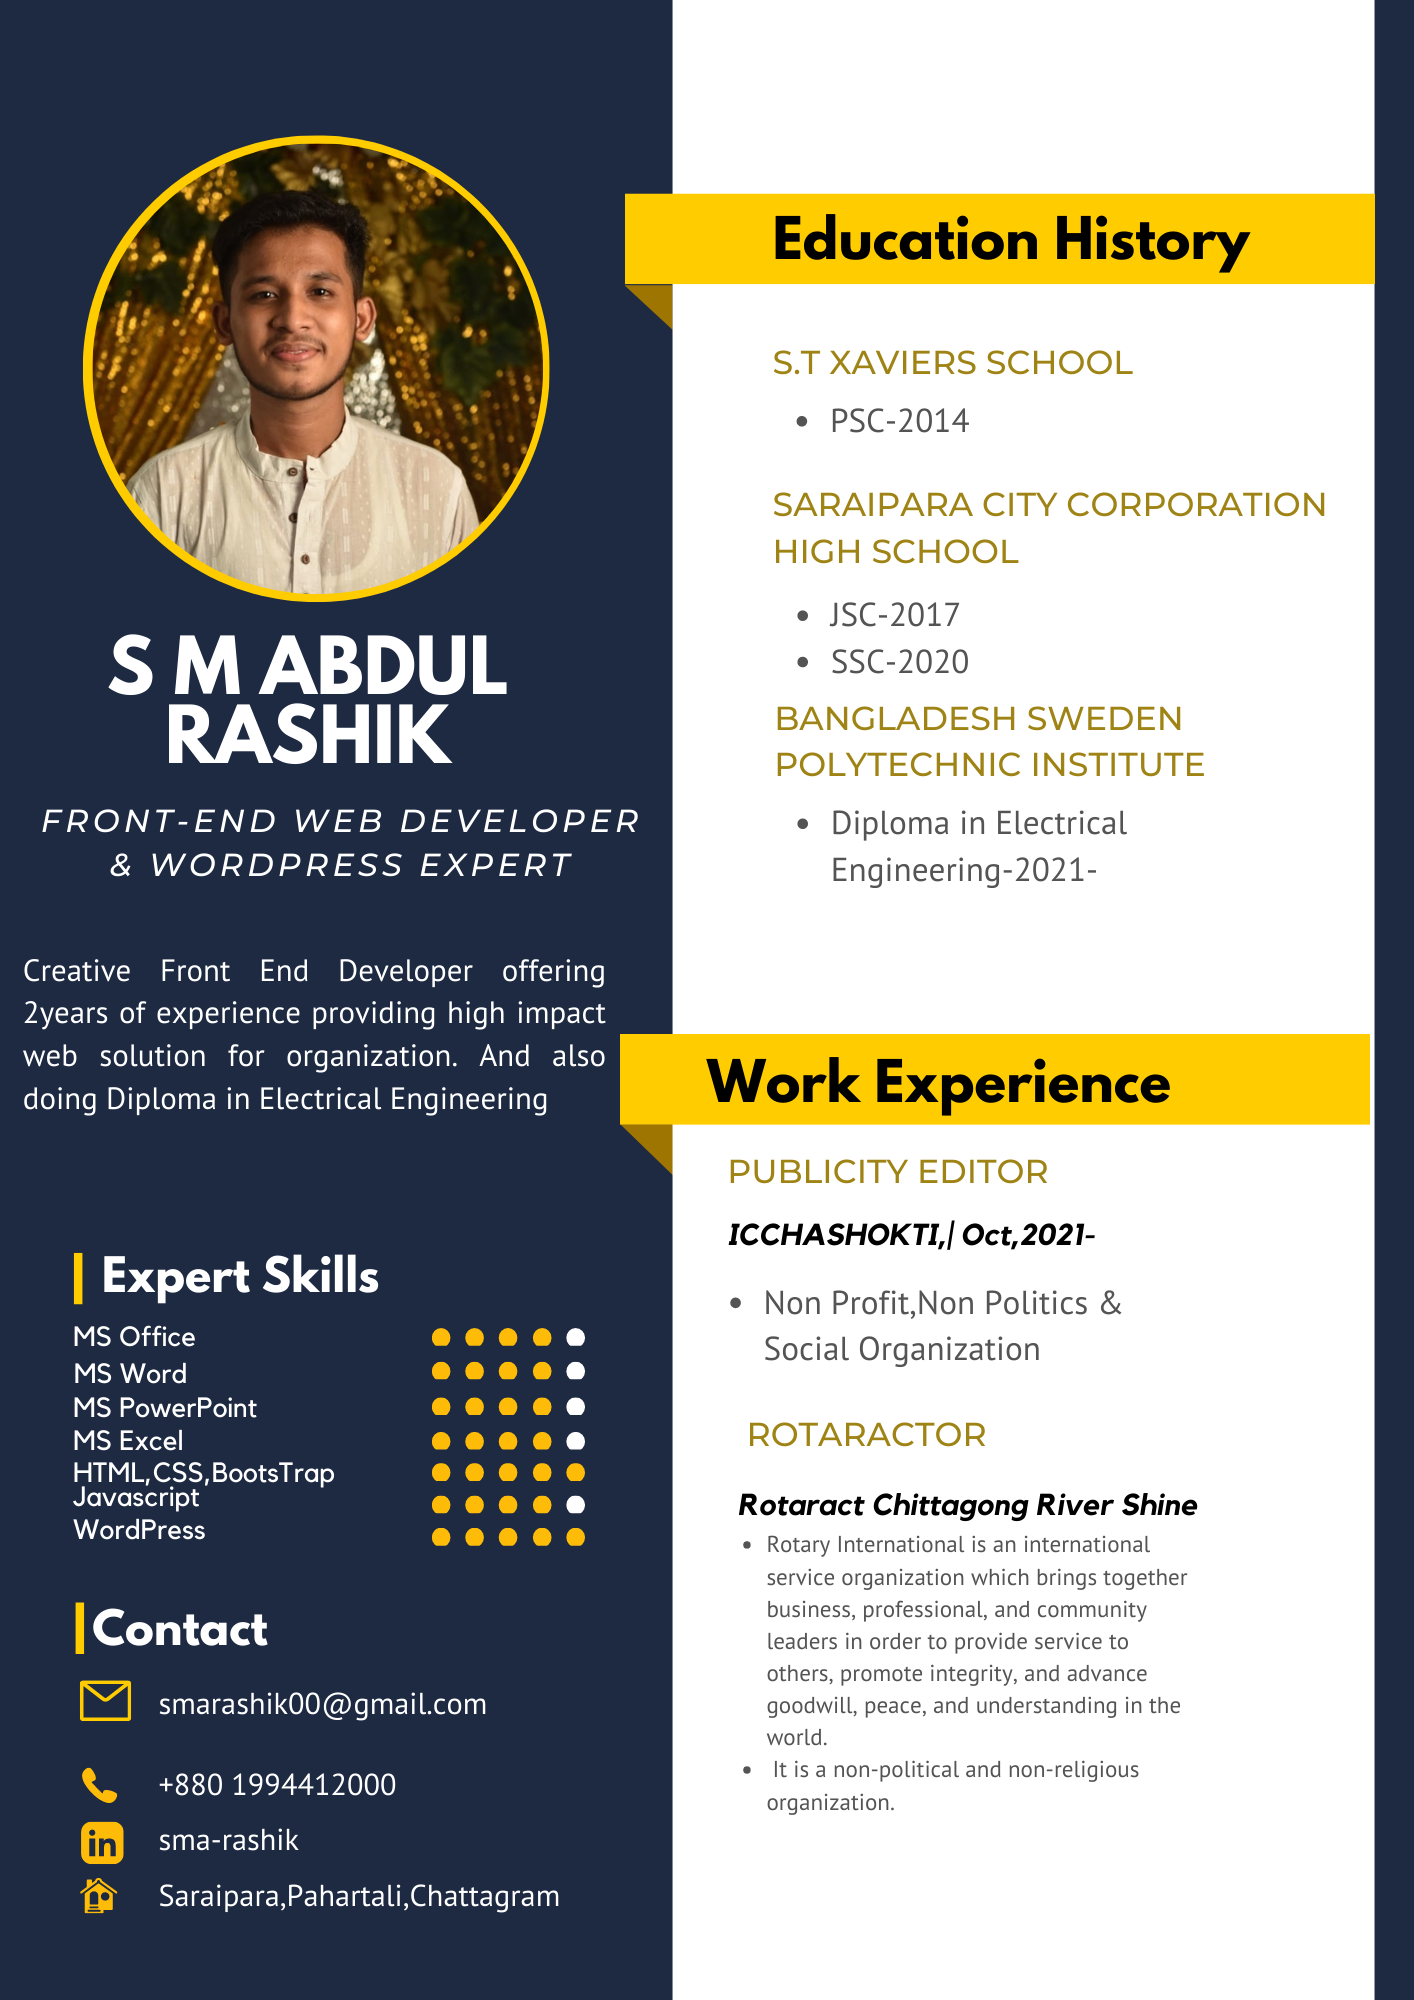 S M ABDUL
RASHIK
FRONT-END WEB DEVELOPER
& WORDPRESS EXPERT
Creative Front End Developer offering
2years of experience providing high impact
web solution for organization. And also
doing Diploma in Electrical Engineering
Expert Skills
MS Office
MS Word
MS PowerPoint
MS Excel
HTML,CSS,BootsTrap
Javascript
WordPress
Contact
smarashik00@gmail.com
+880 1994412000
in sma-rashik
Saraipara,Pahartali,Chattagram
Education History
S.T XAVIERS SCHOOL
• PSC-2014
SARAIPARA CITY CORPORATION
HIGH SCHOOL
• JSC-2017
• SSC-2020
BANGLADESH SWEDEN
POLYTECHNIC INSTITUTE
• Diploma in Electrical
Engineering-2021-
Work Experience
PUBLICITY EDITOR
ICCHASHOKTI,| Oct,2021-
• Non Profit,Non Politics &
Social Organization
ROTARACTOR
Rotaract Chittagong River Shine
• Rotary International is an international
service organization which brings together
business, professional, and community
leaders in order to provide service to
others, promote integrity, and advance
goodwill, peace, and understanding in the
world.
• It is a non-political and non-religious
organization.